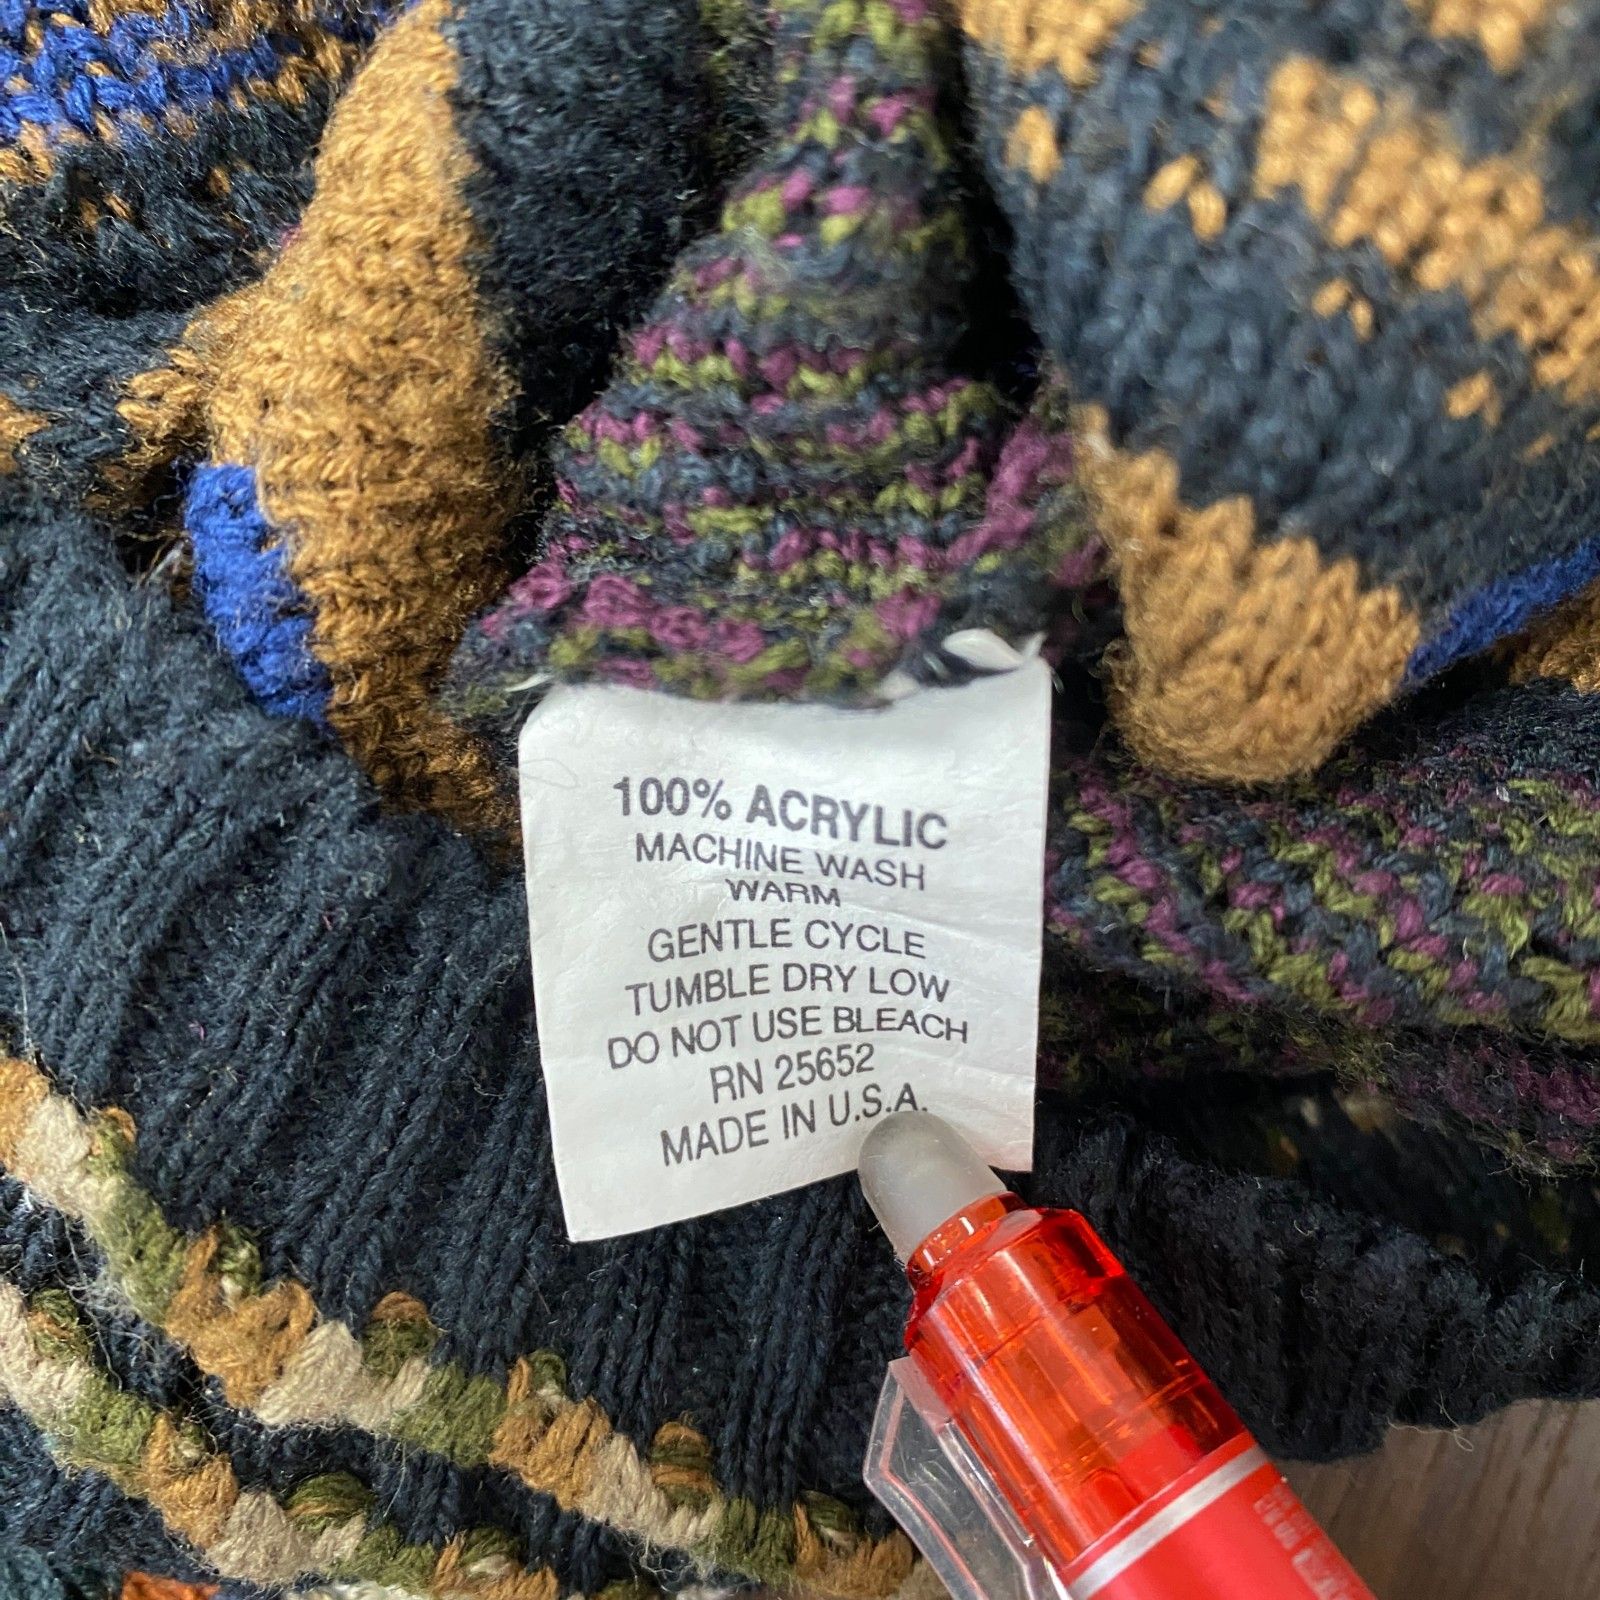 100% ACRYLIC
MACHINE WASH
WARM
GENTLE CYCLE
TUMBLE DRY LOW
DO NOT USE BLEACH
RN 25652
MADE IN U.S.A.